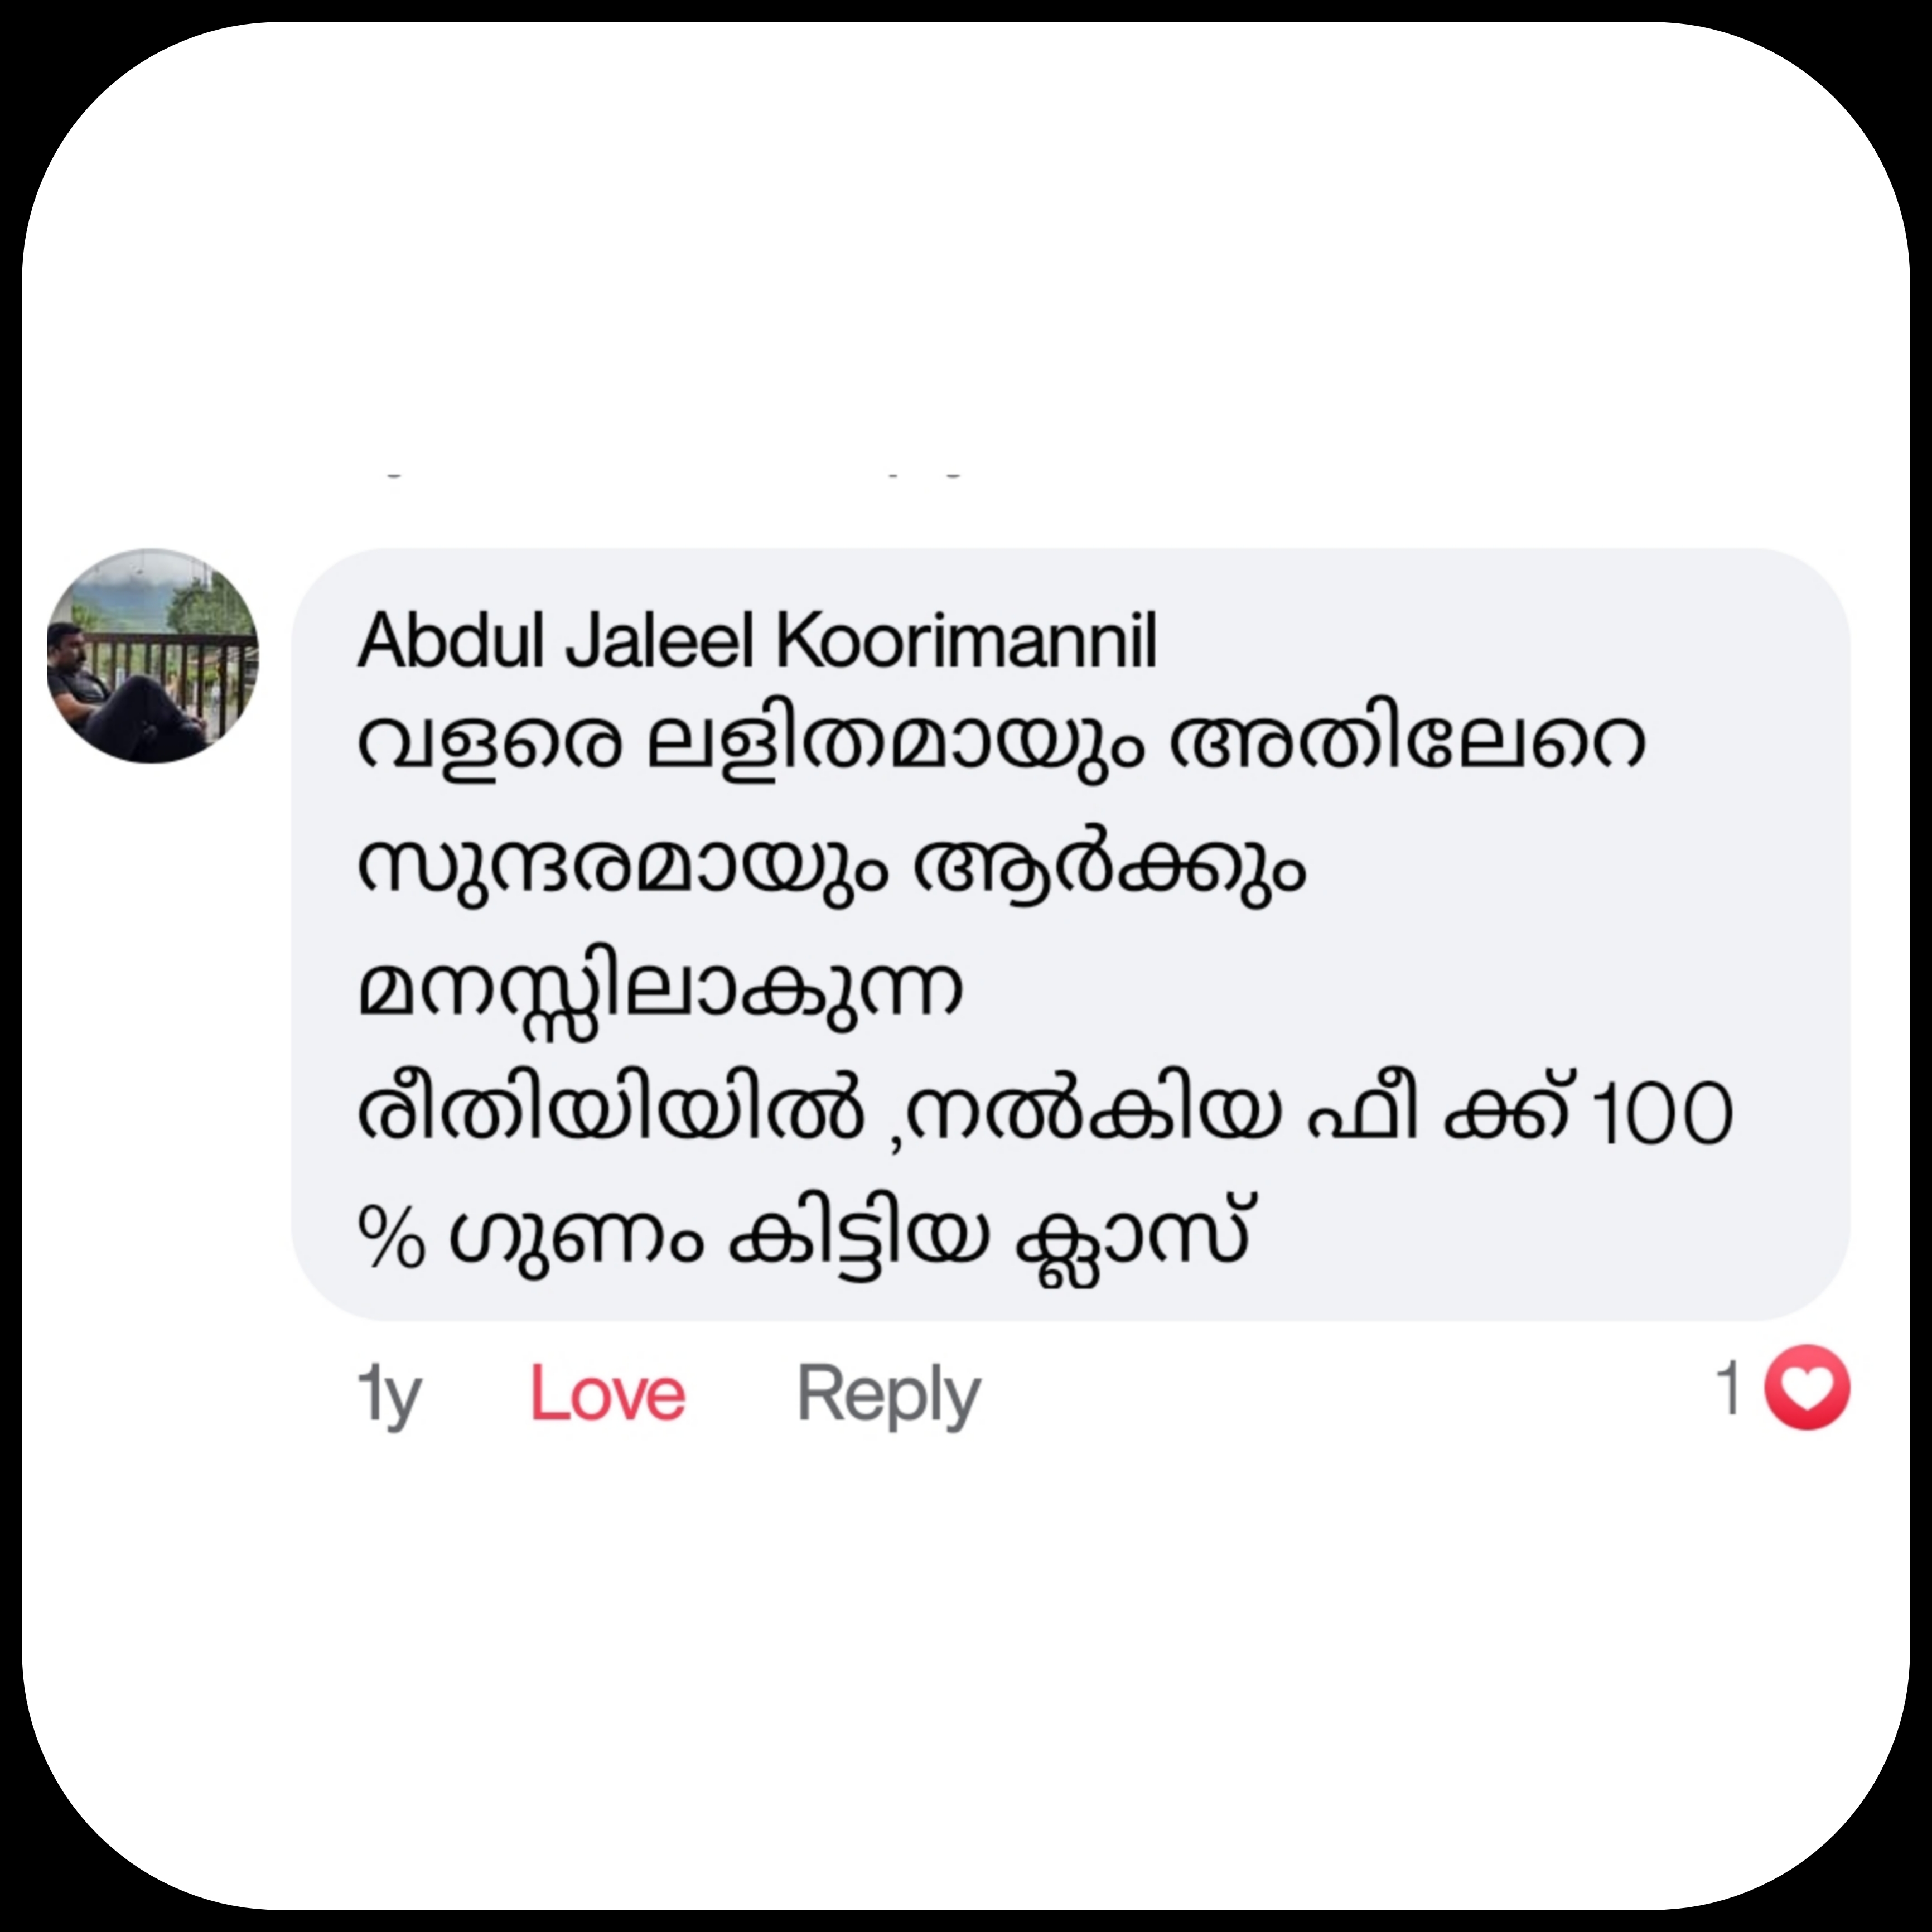 Abdul Jaleel Koorimannil
വളരെ ലളിതമായും അതിലേറെ
സുന്ദരമായും ആർക്കും
മനസ്സിലാകുന്ന
രീതിയിയിൽ ,നൽകിയ ഫീ ക്ക് 100
% ഗുണം കിട്ടിയ ക്ലാസ്
1y Love Reply 1